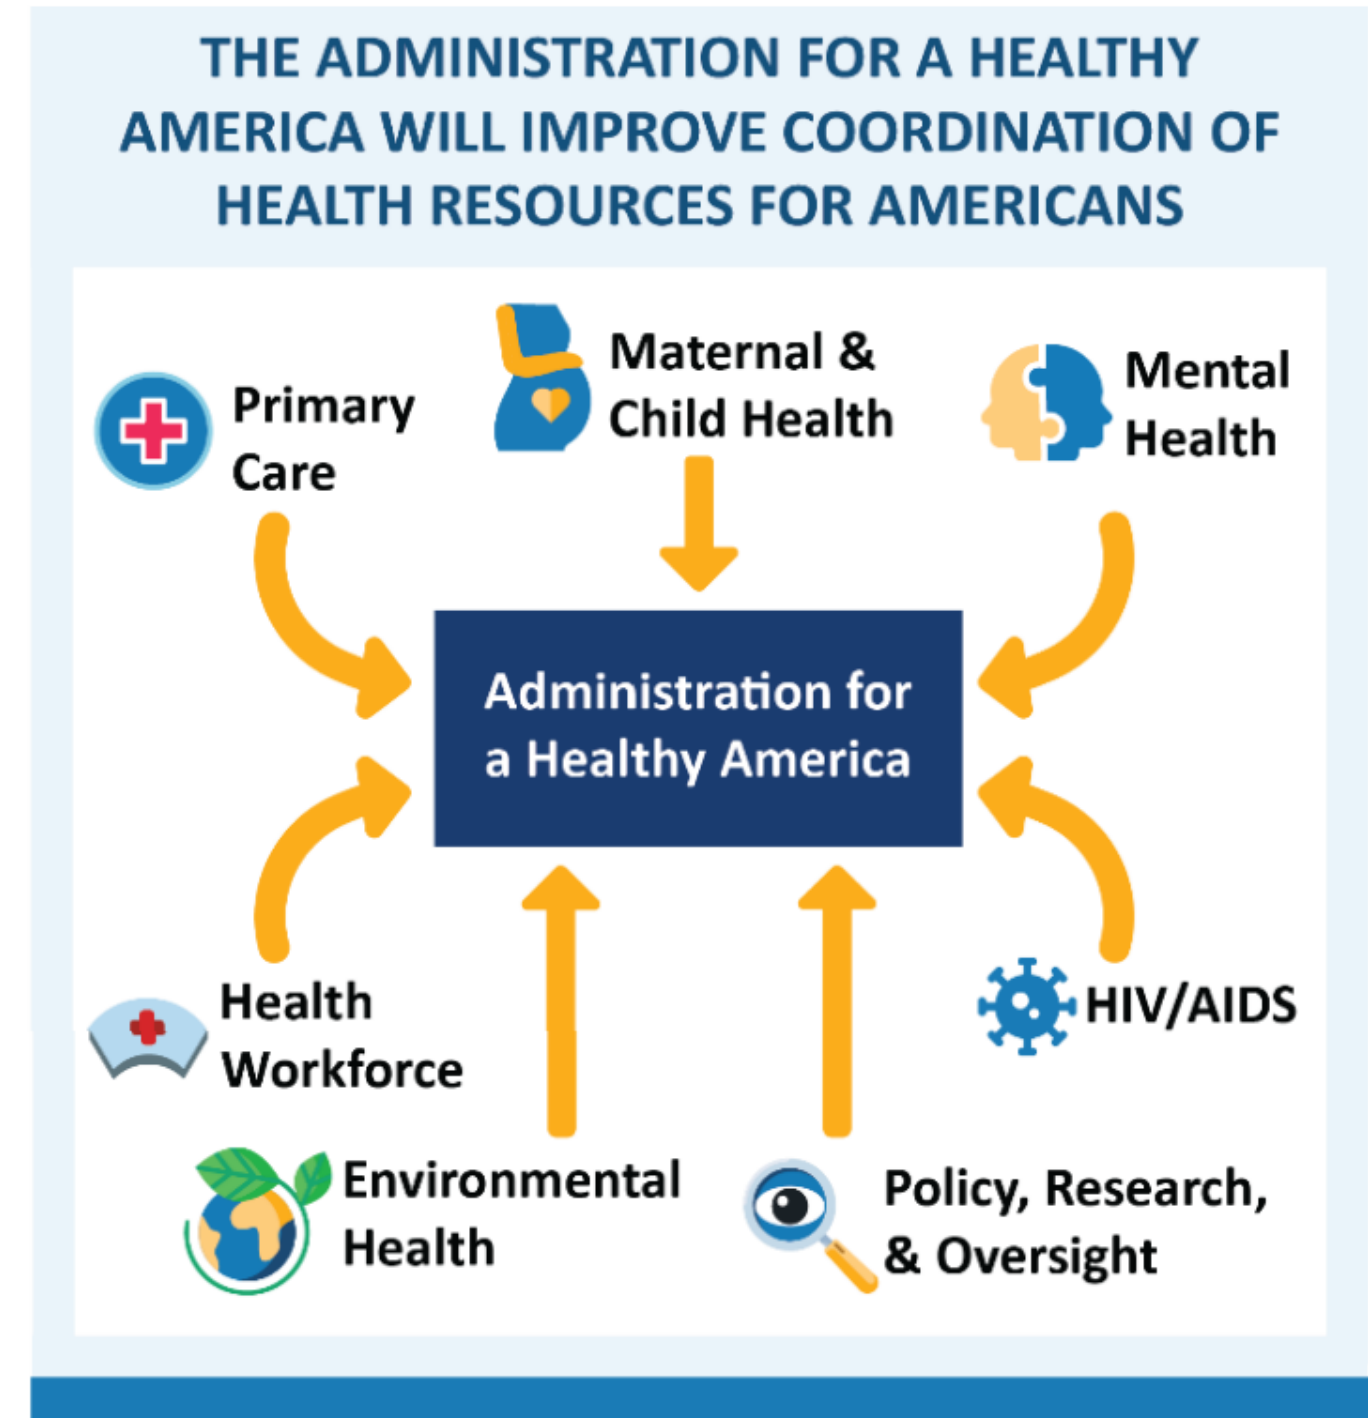 THE ADMINISTRATION FOR A HEALTHY
AMERICA WILL IMPROVE COORDINATION OF
HEALTH RESOURCES FOR AMERICANS
Primary
Care
Maternal &
Child Health
Mental
Health
Administration for
a Healthy America
Health
Workforce
HIV/AIDS
Environmental
Health
Policy, Research,
& Oversight